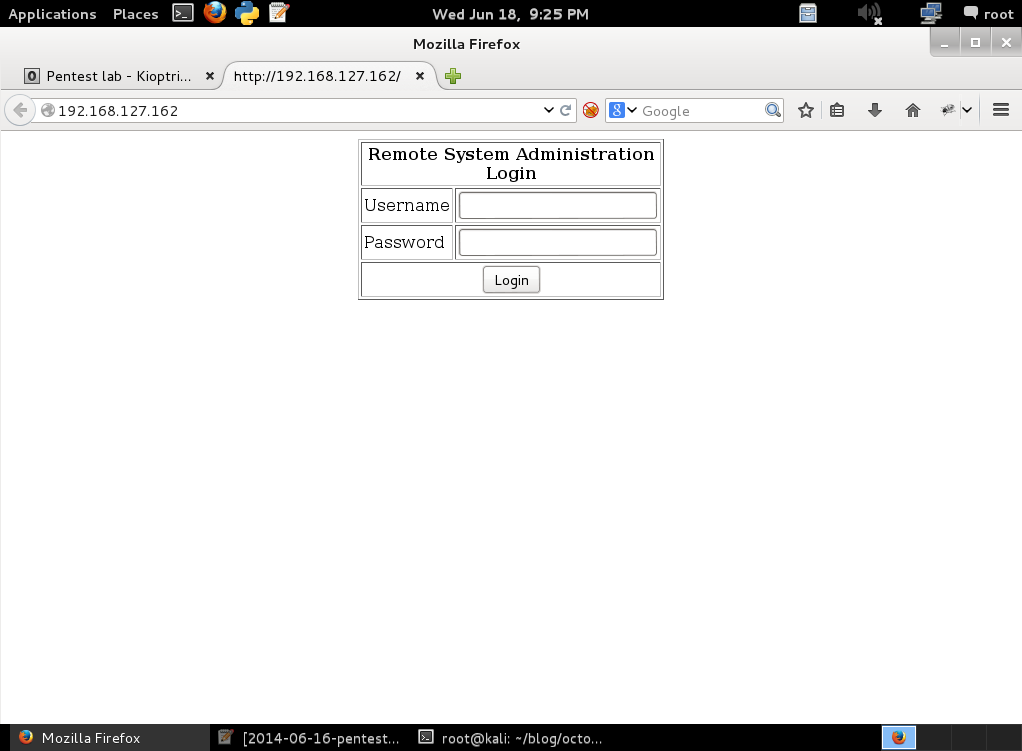 Applications Places Wed Jun 18, 9:25 PM root
Mozilla Firefox
Pentest lab - Kioptri... http://192.168.127.162/
192.168.127.162 Google
Remote System Administration
Login
Username
Password
Login
Mozilla Firefox [2014-06-16-pentest... root@kali: ~/blog/octo...